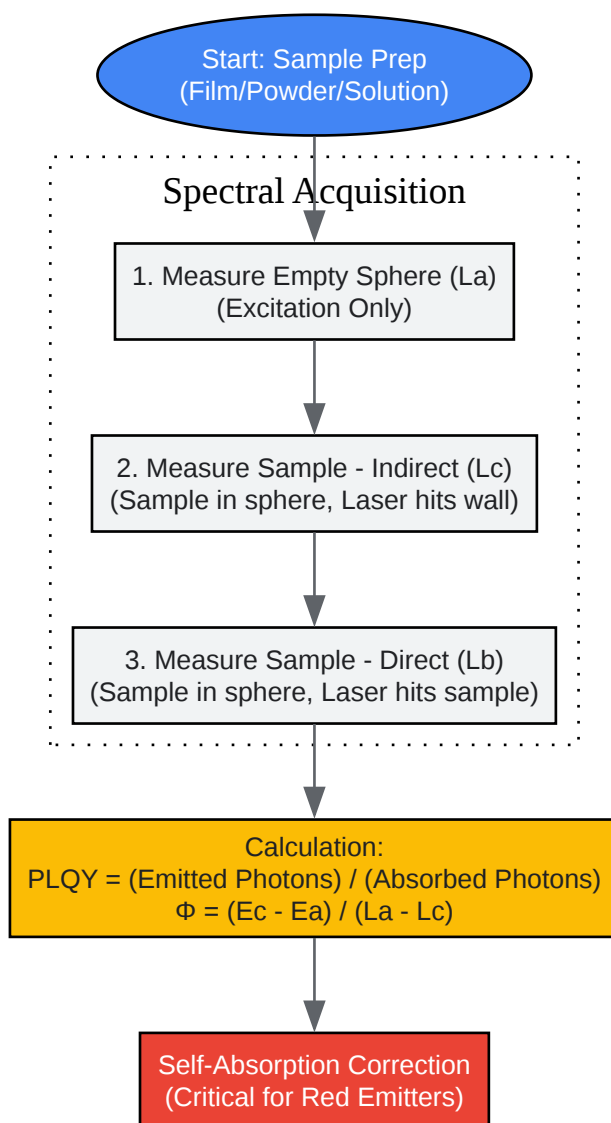 Start: Sample Prep
(Film/Powder/Solution)
Spectral Acquisition
1. Measure Empty Sphere (La)
(Excitation Only)
2. Measure Sample - Indirect (Lc)
(Sample in sphere, Laser hits wall)
3. Measure Sample - Direct (Lb)
(Sample in sphere, Laser hits sample)
Calculation:
PLQY = (Emitted Photons) / (Absorbed Photons)
Φ = (Ec - Ea) / (La - Lc)
Self-Absorption Correction
(Critical for Red Emitters)